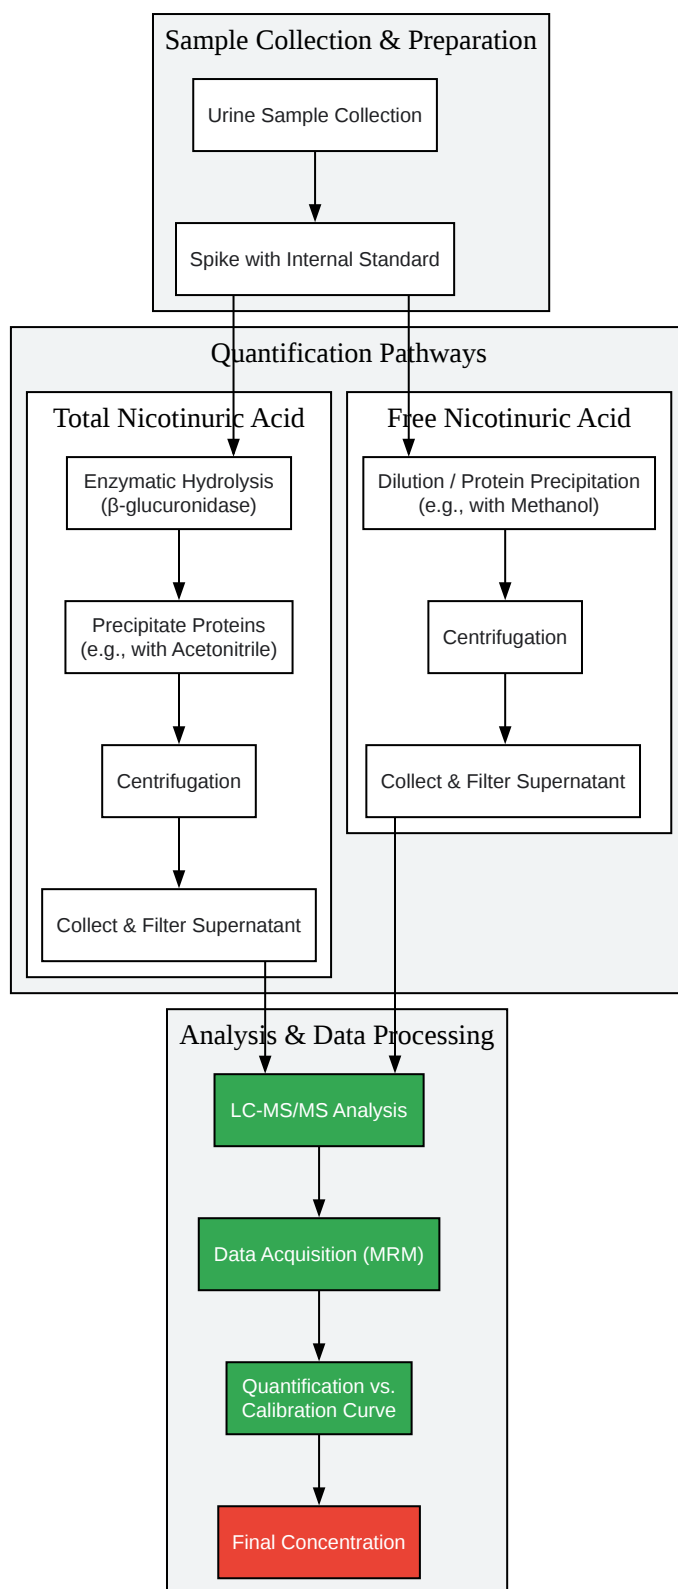 Sample Collection & Preparation
Urine Sample Collection
Spike with Internal Standard
Quantification Pathways
Total Nicotinuric Acid
Enzymatic Hydrolysis
(β-glucuronidase)
Precipitate Proteins
(e.g., with Acetonitrile)
Centrifugation
Collect & Filter Supernatant
Free Nicotinuric Acid
Dilution / Protein Precipitation
(e.g., with Methanol)
Centrifugation
Collect & Filter Supernatant
Analysis & Data Processing
LC-MS/MS Analysis
Data Acquisition (MRM)
Quantification vs.
Calibration Curve
Final Concentration